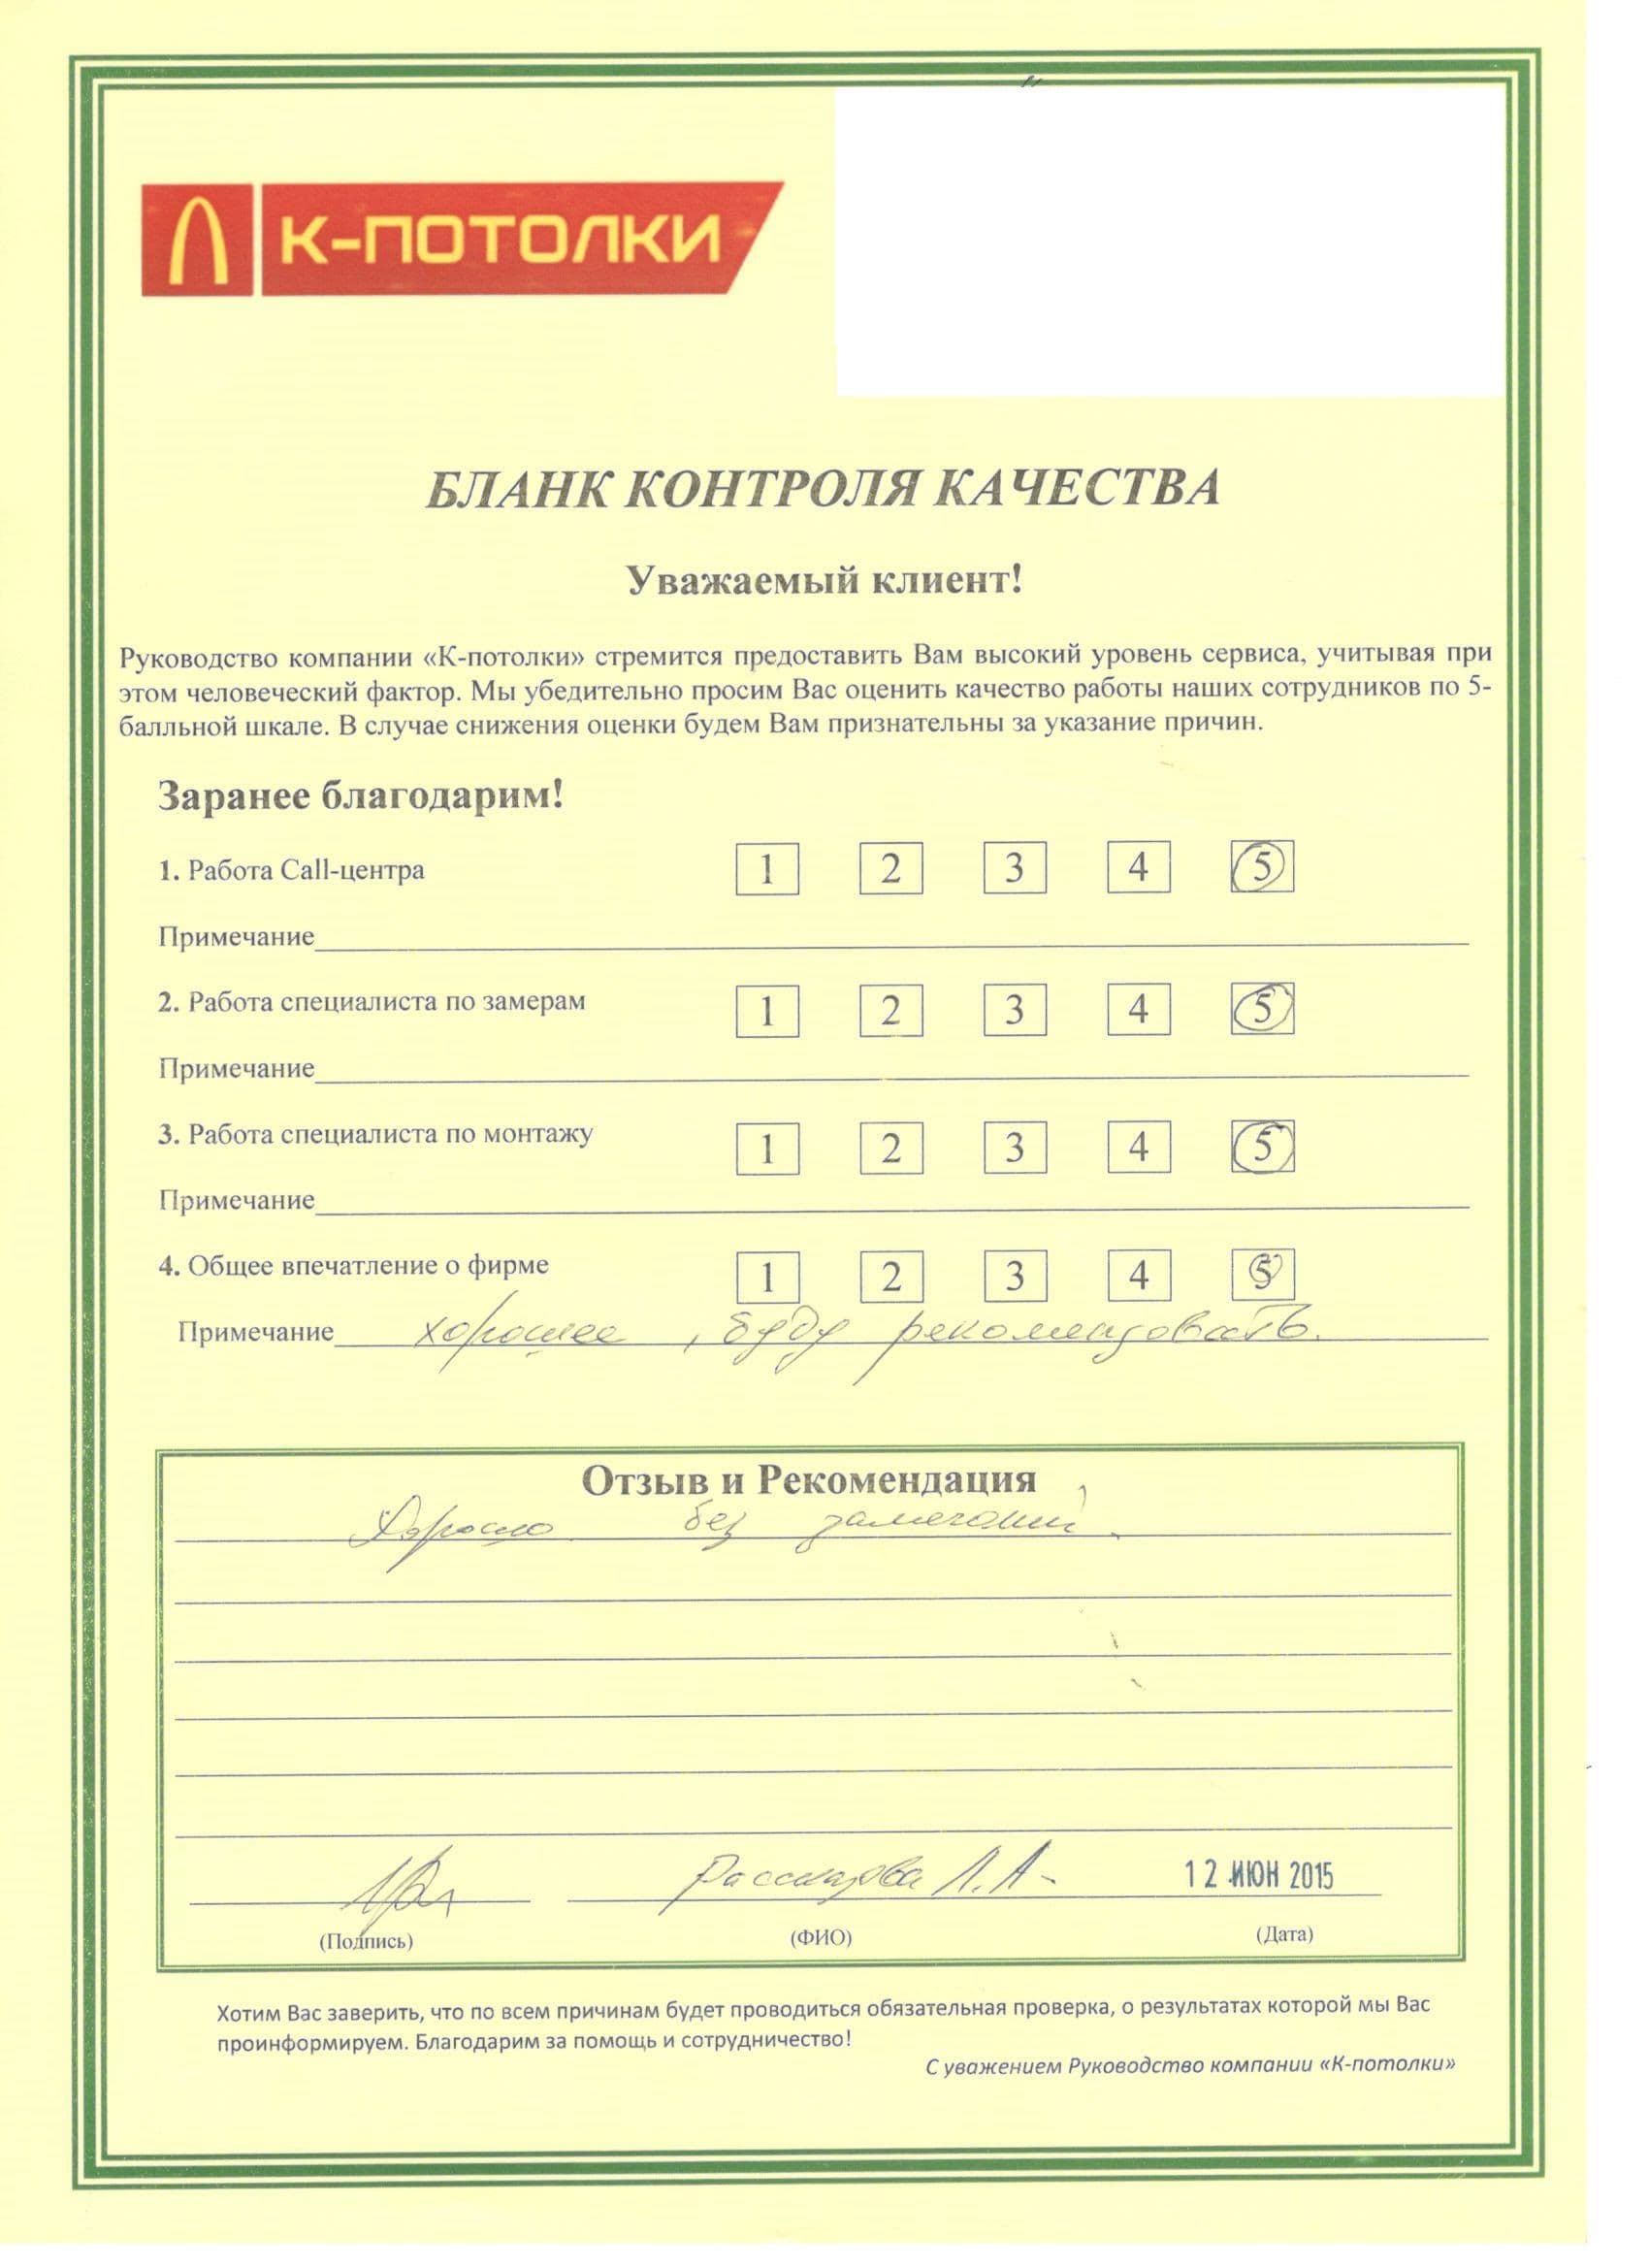 К-ПОТОЛКИ
БЛАНК КОНТРОЛЯ КАЧЕСТВА
Уважаемый клиент!
Руководство компании «К-потолки» стремится предоставить Вам высокий уровень сервиса, учитывая при
этом человеческий фактор. Мы убедительно просим Вас оценить качество работы наших сотрудников по 5-
балльной шкале. В случае снижения оценки будем Вам признательны за указание причин.
Заранее благодарим!
1. Работа Call-центра 1 2 3 4 5
Примечание
2. Работа специалиста по замерам 1 2 3 4 5
Примечание
3. Работа специалиста по монтажу 1 2 3 4 5
Примечание
4. Общее впечатление о фирме 1 2 3 4 5
Примечание хорошее, буду рекомендовать.
Отзыв и Рекомендация
Хорошо без замечаний.
Рассказова Л.А-
12 ИЮН 2015
(Подпись) (ФИО) (Дата)
Хотим Вас заверить, что по всем причинам будет проводиться обязательная проверка, о результатах которой мы Вас
проинформируем. Благодарим за помощь и сотрудничество!
С уважением Руководство компании «К-потолки»